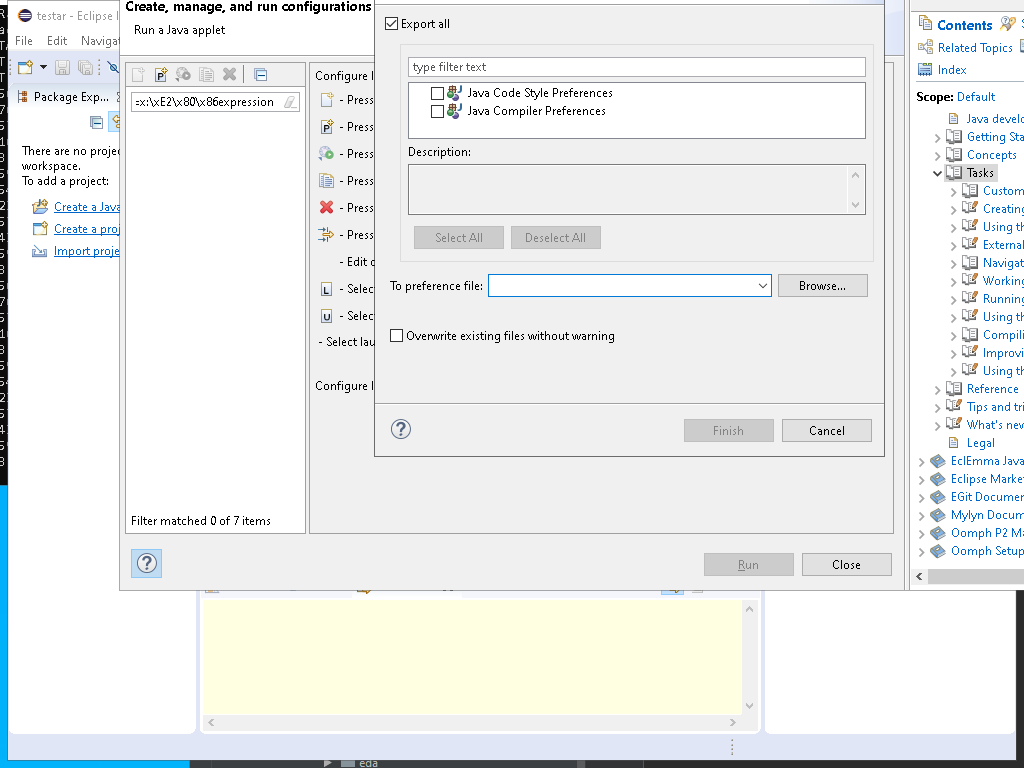 testar - Eclipse I
File Edit Navigat
Package Exp...
There are no projec
workspace.
To add a project:
Create a Java
Create a proj
Import proje
Create, manage, and run configurations
Run a Java applet
=x:\xE2\x80\x86expression
Filter matched 0 of 7 items
Configure l
- Press
- Press
- Press
- Press
- Press
- Press
- Edit c
- Selec
- Selec
- Select lau
Configure l
Run
Close
Export all
type filter text
Java Code Style Preferences
Java Compiler Preferences
Description:
Select All
Deselect All
To preference file:
Browse...
Overwrite existing files without warning
Finish
Cancel
Contents
Related Topics
Index
Scope: Default
Java develo
Getting Sta
Concepts
Tasks
Custom
Creating
Using th
External
Navigat
Working
Running
Using th
Compili
Improvi
Using th
Reference
Tips and tri
What's new
Legal
EclEmma Java
Eclipse Marke
EGit Documen
Mylyn Docum
Oomph P2 Ma
Oomph Setup
eda